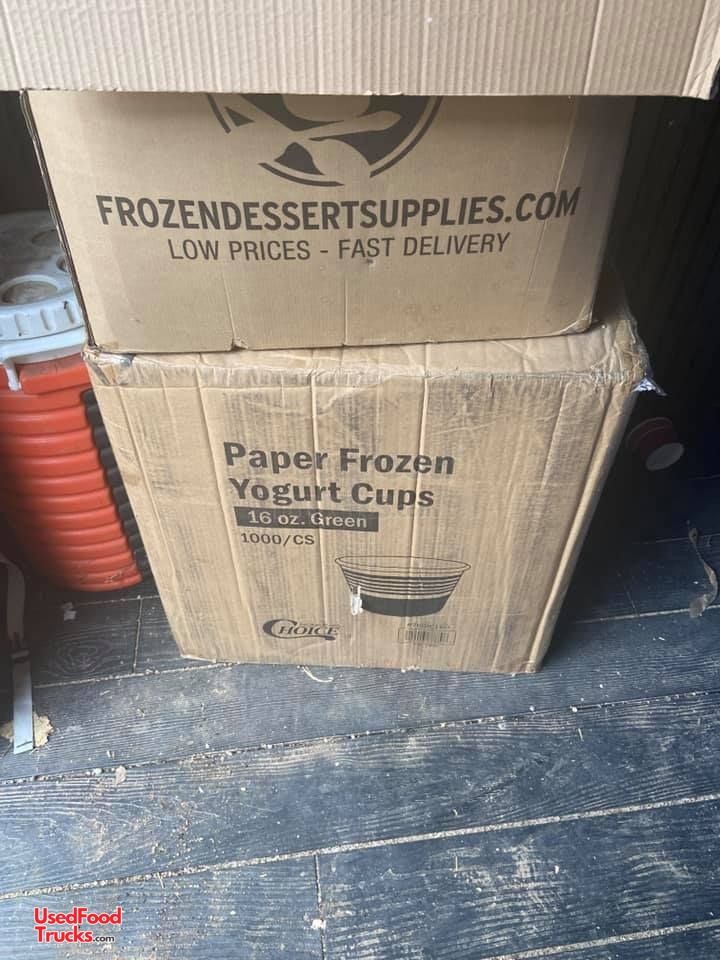 FROZENDESSERTSUPPLIES.COM
LOW PRICES - FAST DELIVERY
Paper Frozen
Yogurt Cups
16 oz. Green
1000/CS
CHOICE
UsedFood
Trucks.com